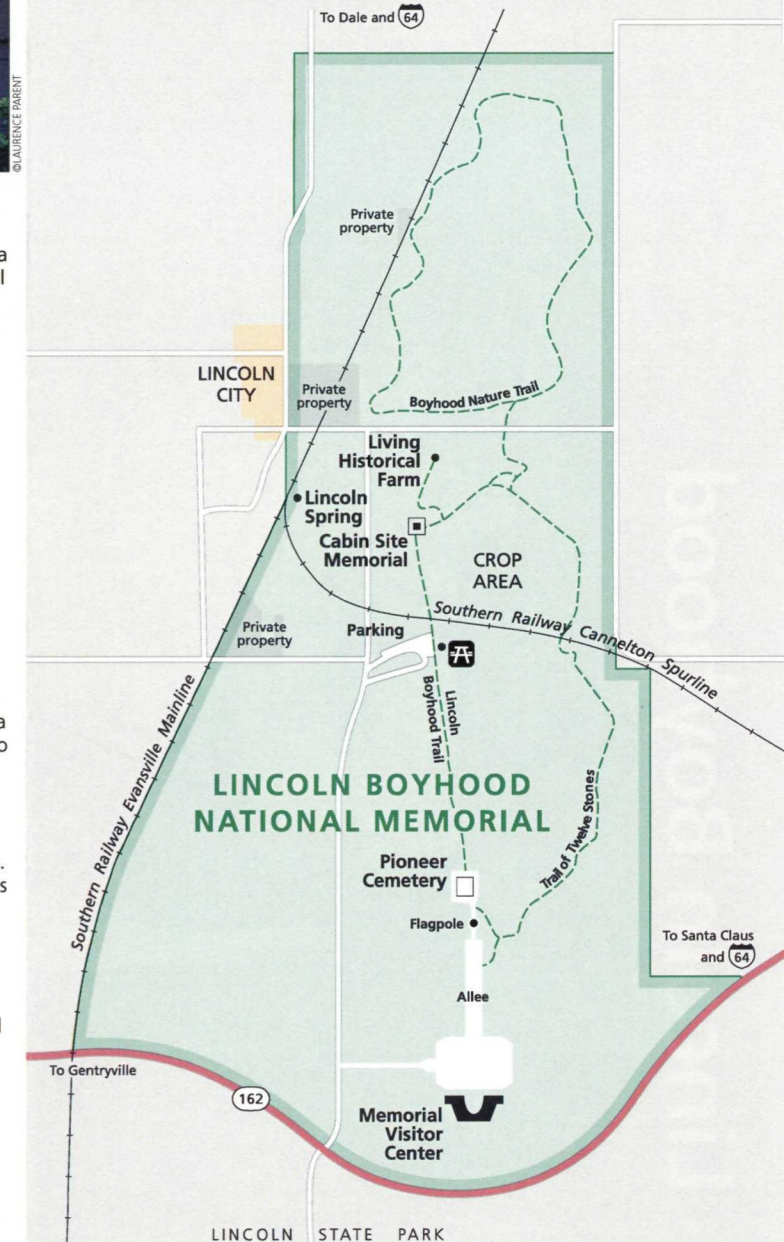 To Dale and 64
©LAURENCE PARENT
Private
property
LINCOLN
CITY
Private
property
Boyhood Nature Trail
Living
Historical
Farm
Lincoln
Spring
Cabin Site
Memorial
CROP
AREA
Southern Railway Cannelton Spurline
Private
property
Parking
Lincoln
Boyhood Trail
Southern Railway Evansville Mainline
LINCOLN BOYHOOD
NATIONAL MEMORIAL
Trail of Twelve Stones
Pioneer
Cemetery
Flagpole
To Santa Claus
and 64
Allee
To Gentryville
162
Memorial
Visitor
Center
LINCOLN STATE PARK